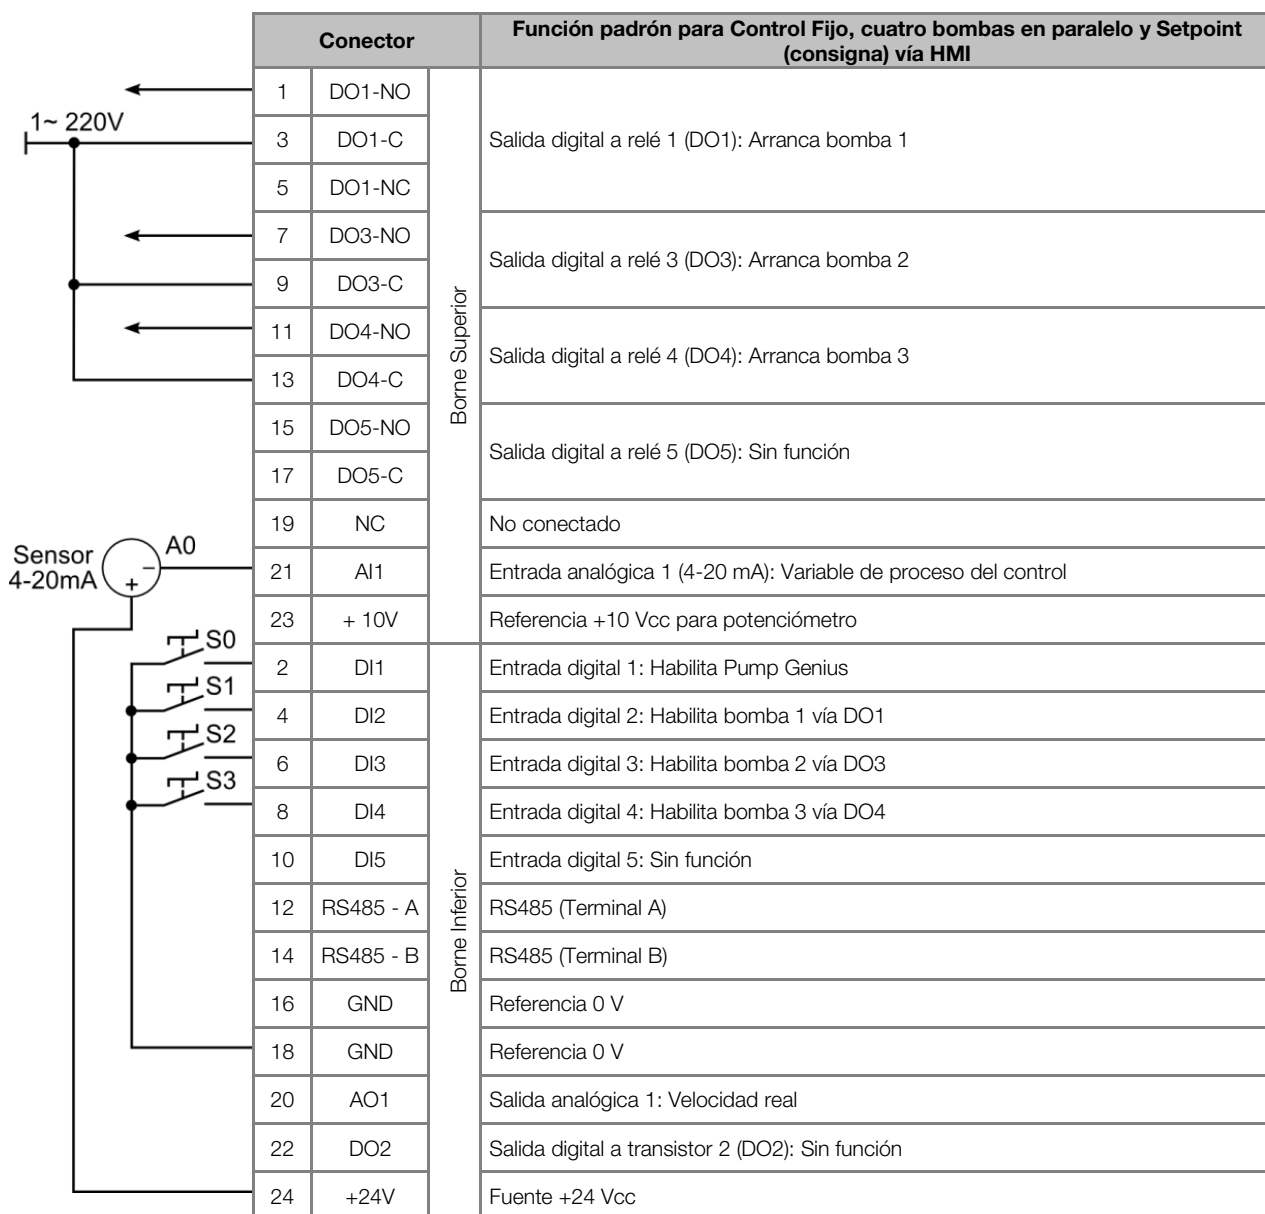 Conector
Función padrón para Control Fijo, cuatro bombas en paralelo y Setpoint
(consigna) vía HMI
1~ 220V
1 DO1-NO
3 DO1-C
5 DO1-NC
Salida digital a relé 1 (DO1): Arranca bomba 1
7 DO3-NO
9 DO3-C
Salida digital a relé 3 (DO3): Arranca bomba 2
11 DO4-NO
13 DO4-C
Salida digital a relé 4 (DO4): Arranca bomba 3
15 DO5-NO
17 DO5-C
Salida digital a relé 5 (DO5): Sin función
19 NC No conectado
21 AI1 Entrada analógica 1 (4-20 mA): Variable de proceso del control
23 + 10V Referencia +10 Vcc para potenciómetro
Borne Superior
Sensor
4-20mA
A0
−
+
S0
S1
S2
S3
2 DI1 Entrada digital 1: Habilita Pump Genius
4 DI2 Entrada digital 2: Habilita bomba 1 vía DO1
6 DI3 Entrada digital 3: Habilita bomba 2 vía DO3
8 DI4 Entrada digital 4: Habilita bomba 3 vía DO4
10 DI5 Entrada digital 5: Sin función
12 RS485 - A RS485 (Terminal A)
14 RS485 - B RS485 (Terminal B)
16 GND Referencia 0 V
18 GND Referencia 0 V
20 AO1 Salida analógica 1: Velocidad real
22 DO2 Salida digital a transistor 2 (DO2): Sin función
24 +24V Fuente +24 Vcc
Borne Inferior